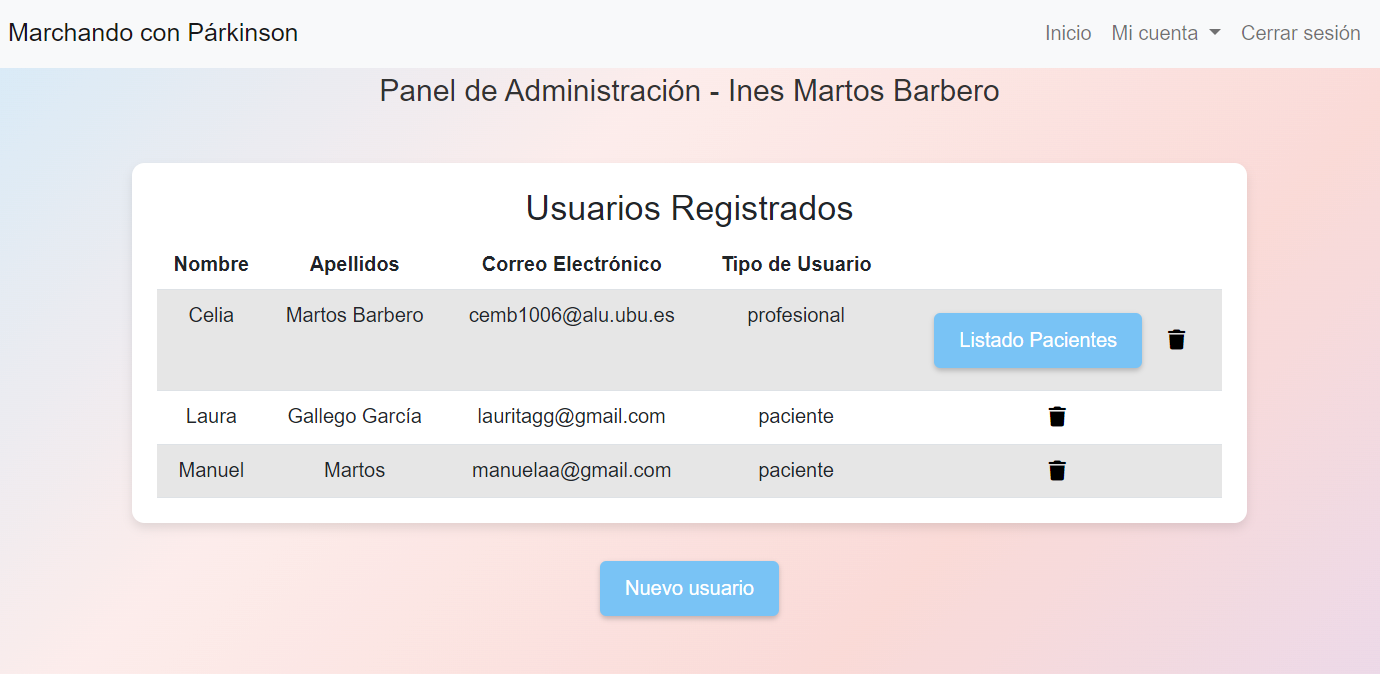 Marchando con Párkinson Inicio Mi cuenta Cerrar sesión
Panel de Administración - Ines Martos Barbero
Usuarios Registrados
Nombre Apellidos Correo Electrónico Tipo de Usuario
Celia Martos Barbero cemb1006@alu.ubu.es profesional Listado Pacientes
Laura Gallego García lauritagg@gmail.com paciente
Manuel Martos manuelaa@gmail.com paciente
Nuevo usuario